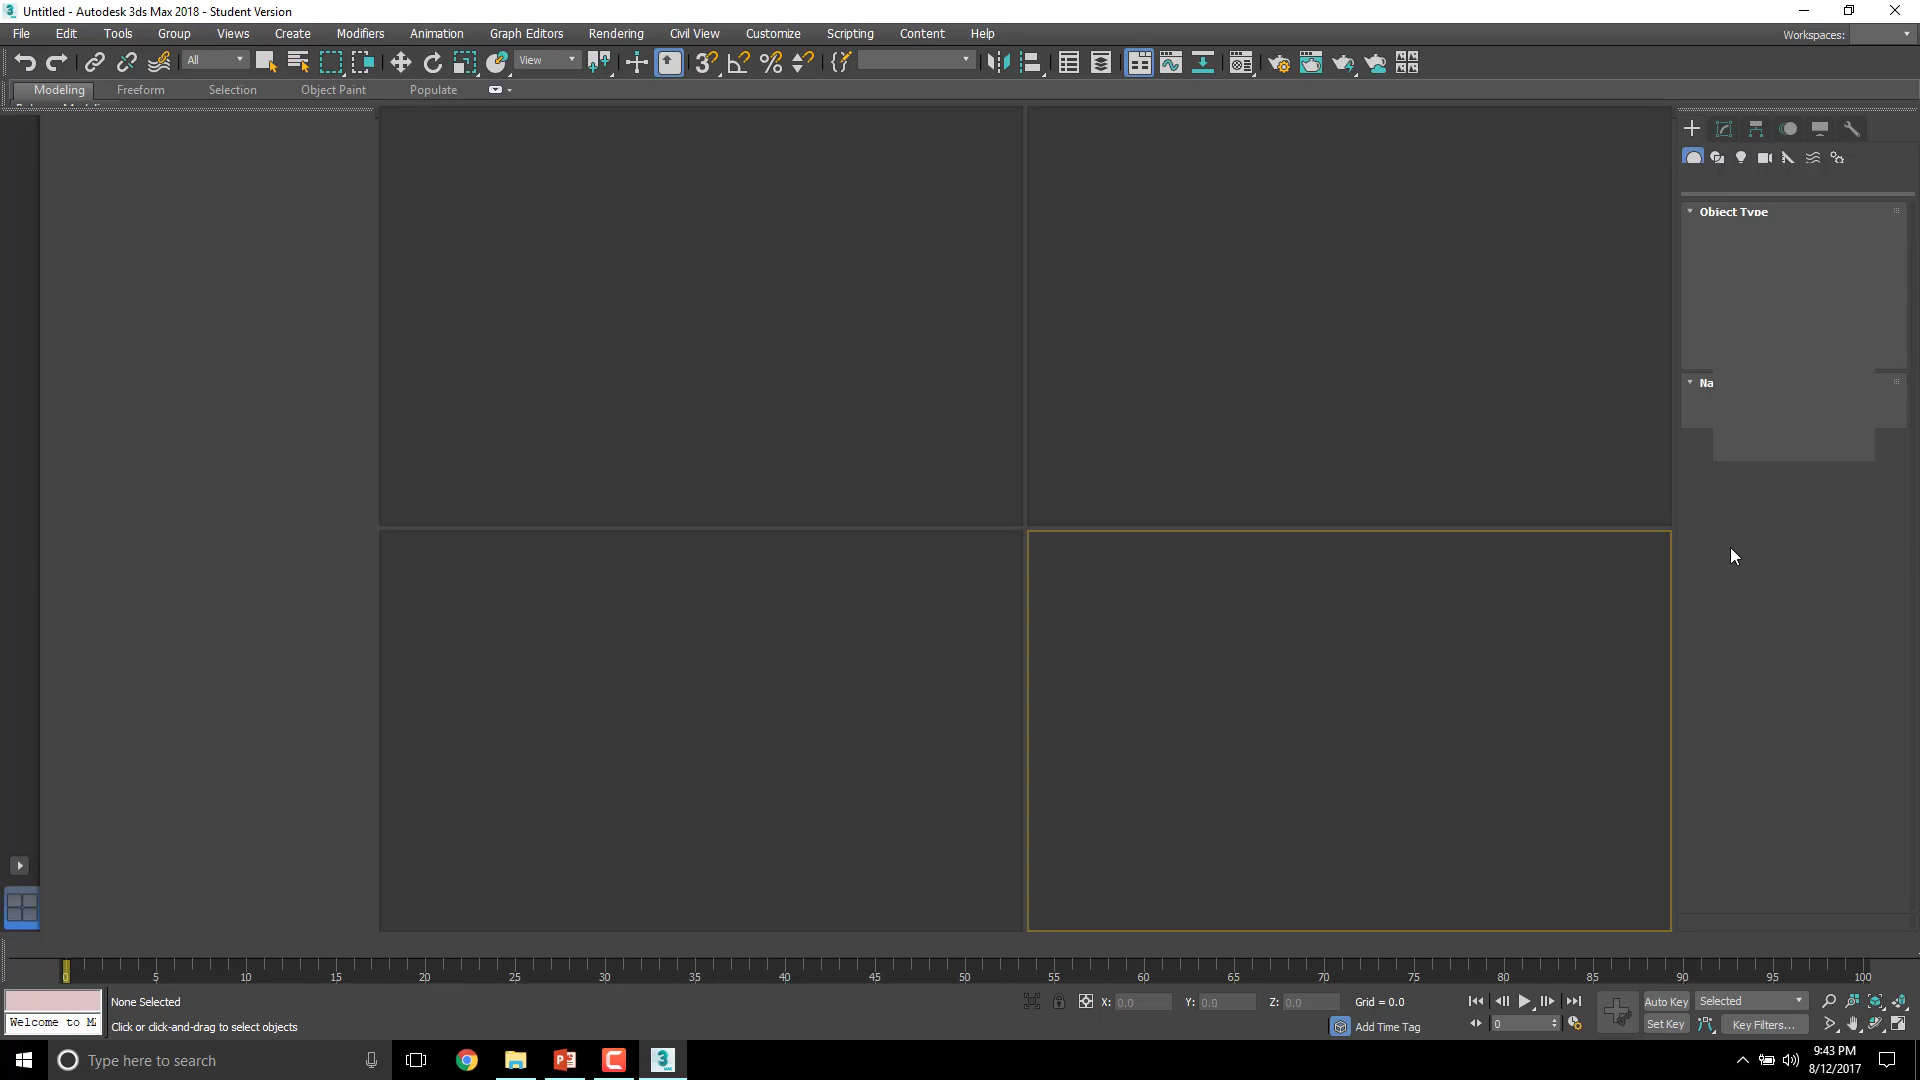 Untitled - Autodesk 3ds Max 2018 - Student Version
File Edit Tools Group Views Create Modifiers Animation Graph Editors Rendering Civil View Customize Scripting Content Help
Workspaces:
All
View
Modeling Freeform Selection Object Paint Populate
Object Type
Na
0 5 10 15 20 25 30 35 40 45 50 55 60 65 70 75 80 85 90 95 100
None Selected
X: 0.0 Y: 0.0 Z: 0.0 Grid = 0.0
Auto Key Selected
Welcome to M
Click or click-and-drag to select objects
Add Time Tag
0
Set Key Key Filters...
Type here to search
9:43 PM
8/12/2017